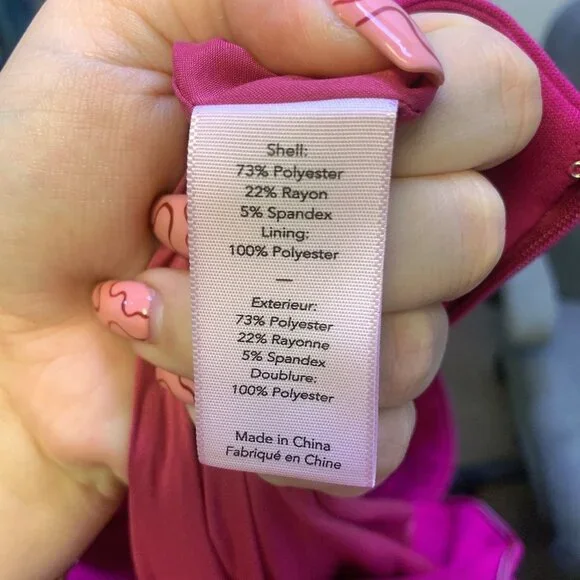 Shell:
73% Polyester
22% Rayon
5% Spandex
Lining:
100% Polyester
—
Exterieur:
73% Polyester
22% Rayonne
5% Spandex
Doublure:
100% Polyester
Made in China
Fabriqué en Chine